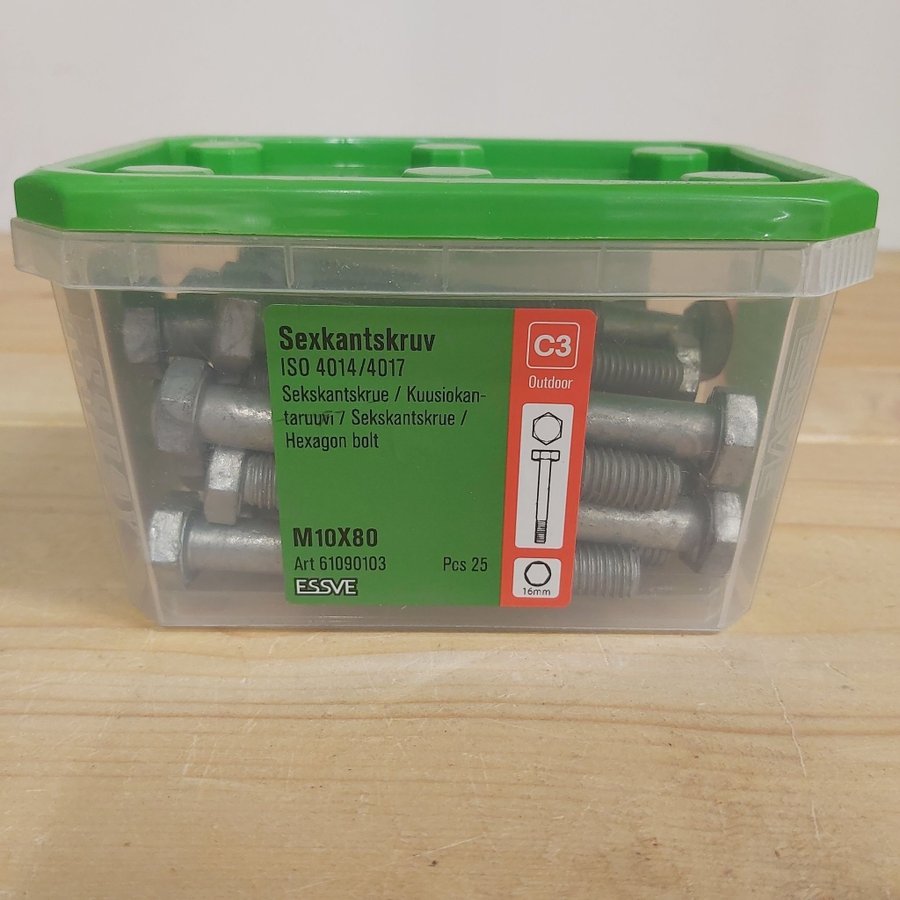 Sexkantskruv
ISO 4014/4017
Sekskantskrue / Kuusiokan-
taruuvi / Sekskantskrue /
Hexagon bolt
M10X80
Art 61090103 Pcs 25
ESSVE
C3
Outdoor
16mm